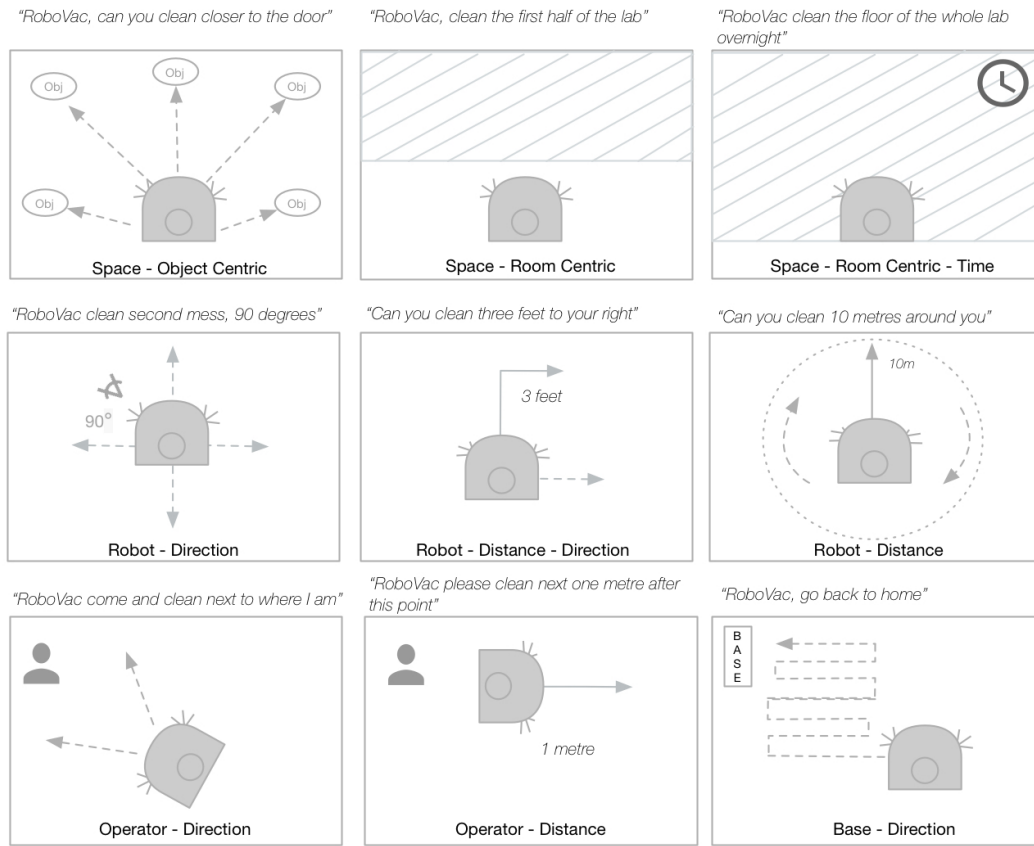 “RoboVac, can you clean closer to the door”
“RoboVac, clean the first half of the lab”
“RoboVac, clean the floor of the whole lab
overnight”
Obj
Obj
Obj
Obj
Obj
Space - Object Centric
Space - Room Centric
Space - Room Centric - Time
“RoboVac clean second mess, 90 degrees”
“Can you clean three feet to your right”
“Can you clean 10 metres around you”
90°
3 feet
10m
Robot - Direction
Robot - Distance - Direction
Robot - Distance
“RoboVac come and clean next to where I am”
“RoboVac please clean next one metre after
this point”
“RoboVac, go back to home”
B
A
S
E
1 metre
Operator - Direction
Operator - Distance
Base - Direction